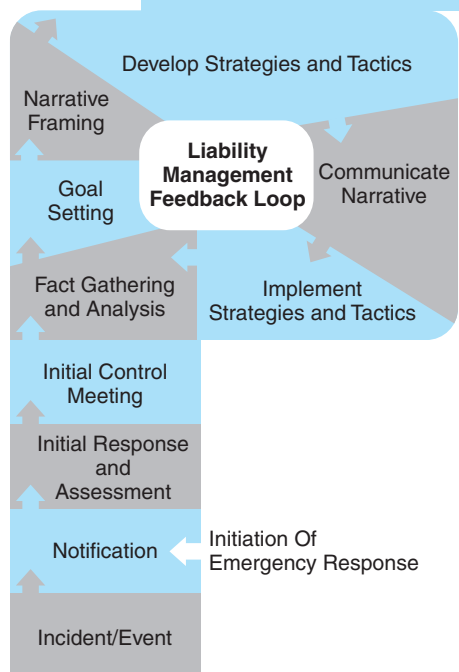 Develop Strategies and Tactics
Narrative
Framing
Liability
Management
Feedback Loop
Communicate
Narrative
Goal
Setting
Fact Gathering
and Analysis
Implement
Strategies and Tactics
Initial Control
Meeting
Initial Response
and
Assessment
Notification
Initiation Of
Emergency Response
Incident/Event